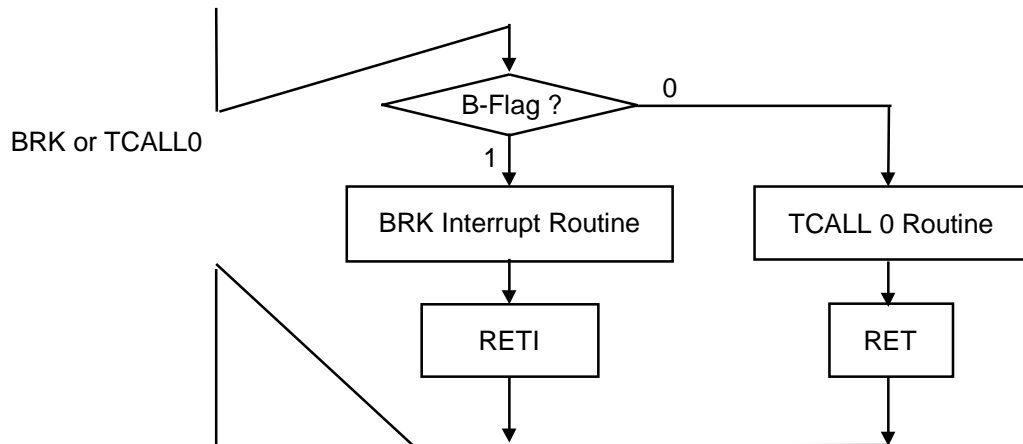 B-Flag ?
0
BRK or TCALL0
1
BRK Interrupt Routine
TCALL 0 Routine
RETI
RET